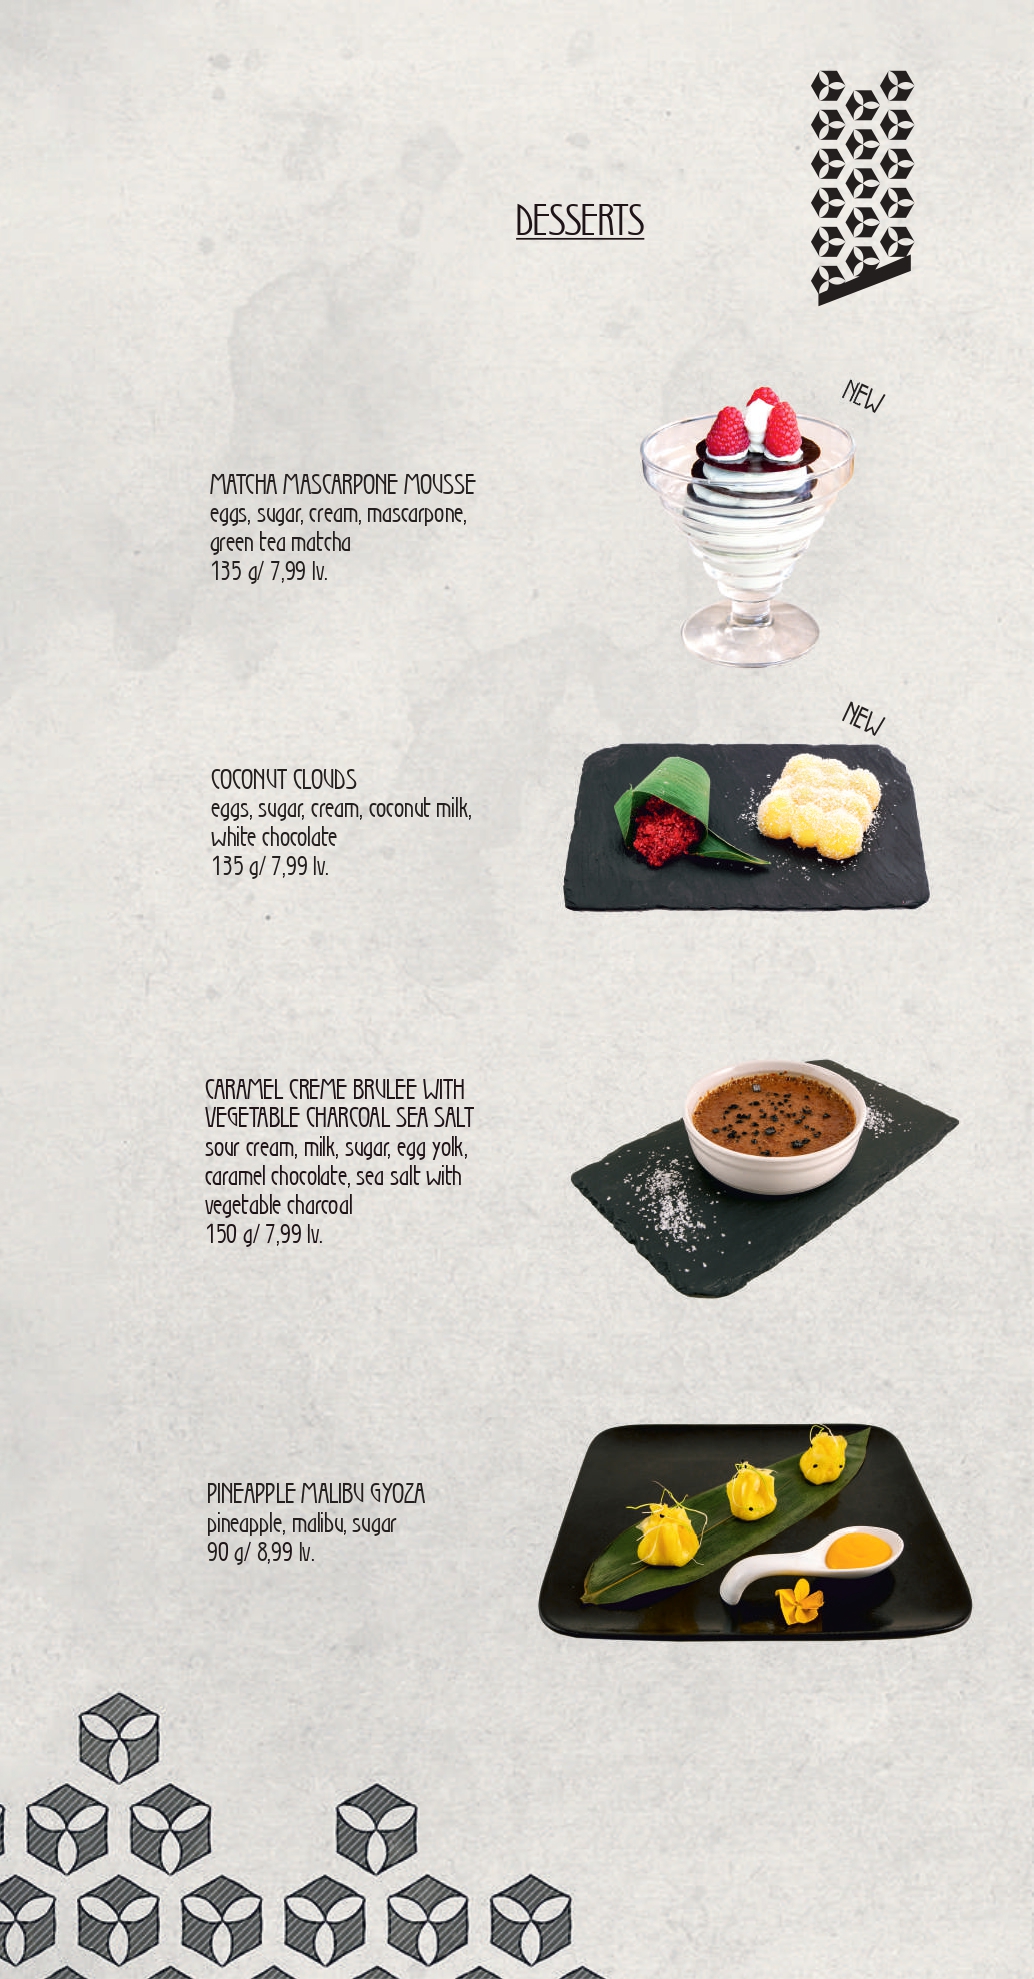 DESSERTS
NEW
MATCHA MASCARPONE MOUSSE
eggs, sugar, cream, mascarpone,
green tea matcha
135 g/ 7,99 lv.
NEW
COCONUT CLOUDS
eggs, sugar, cream, coconut milk,
white chocolate
135 g/ 7,99 lv.
CARAMEL CREME BRULEE WITH
VEGETABLE CHARCOAL SEA SALT
sour cream, milk, sugar, egg yolk,
caramel chocolate, sea salt with
vegetable charcoal
150 g/ 7,99 lv.
PINEAPPLE MALIBU GYOZA
pineapple, malibu, sugar
90 g/ 8,99 lv.